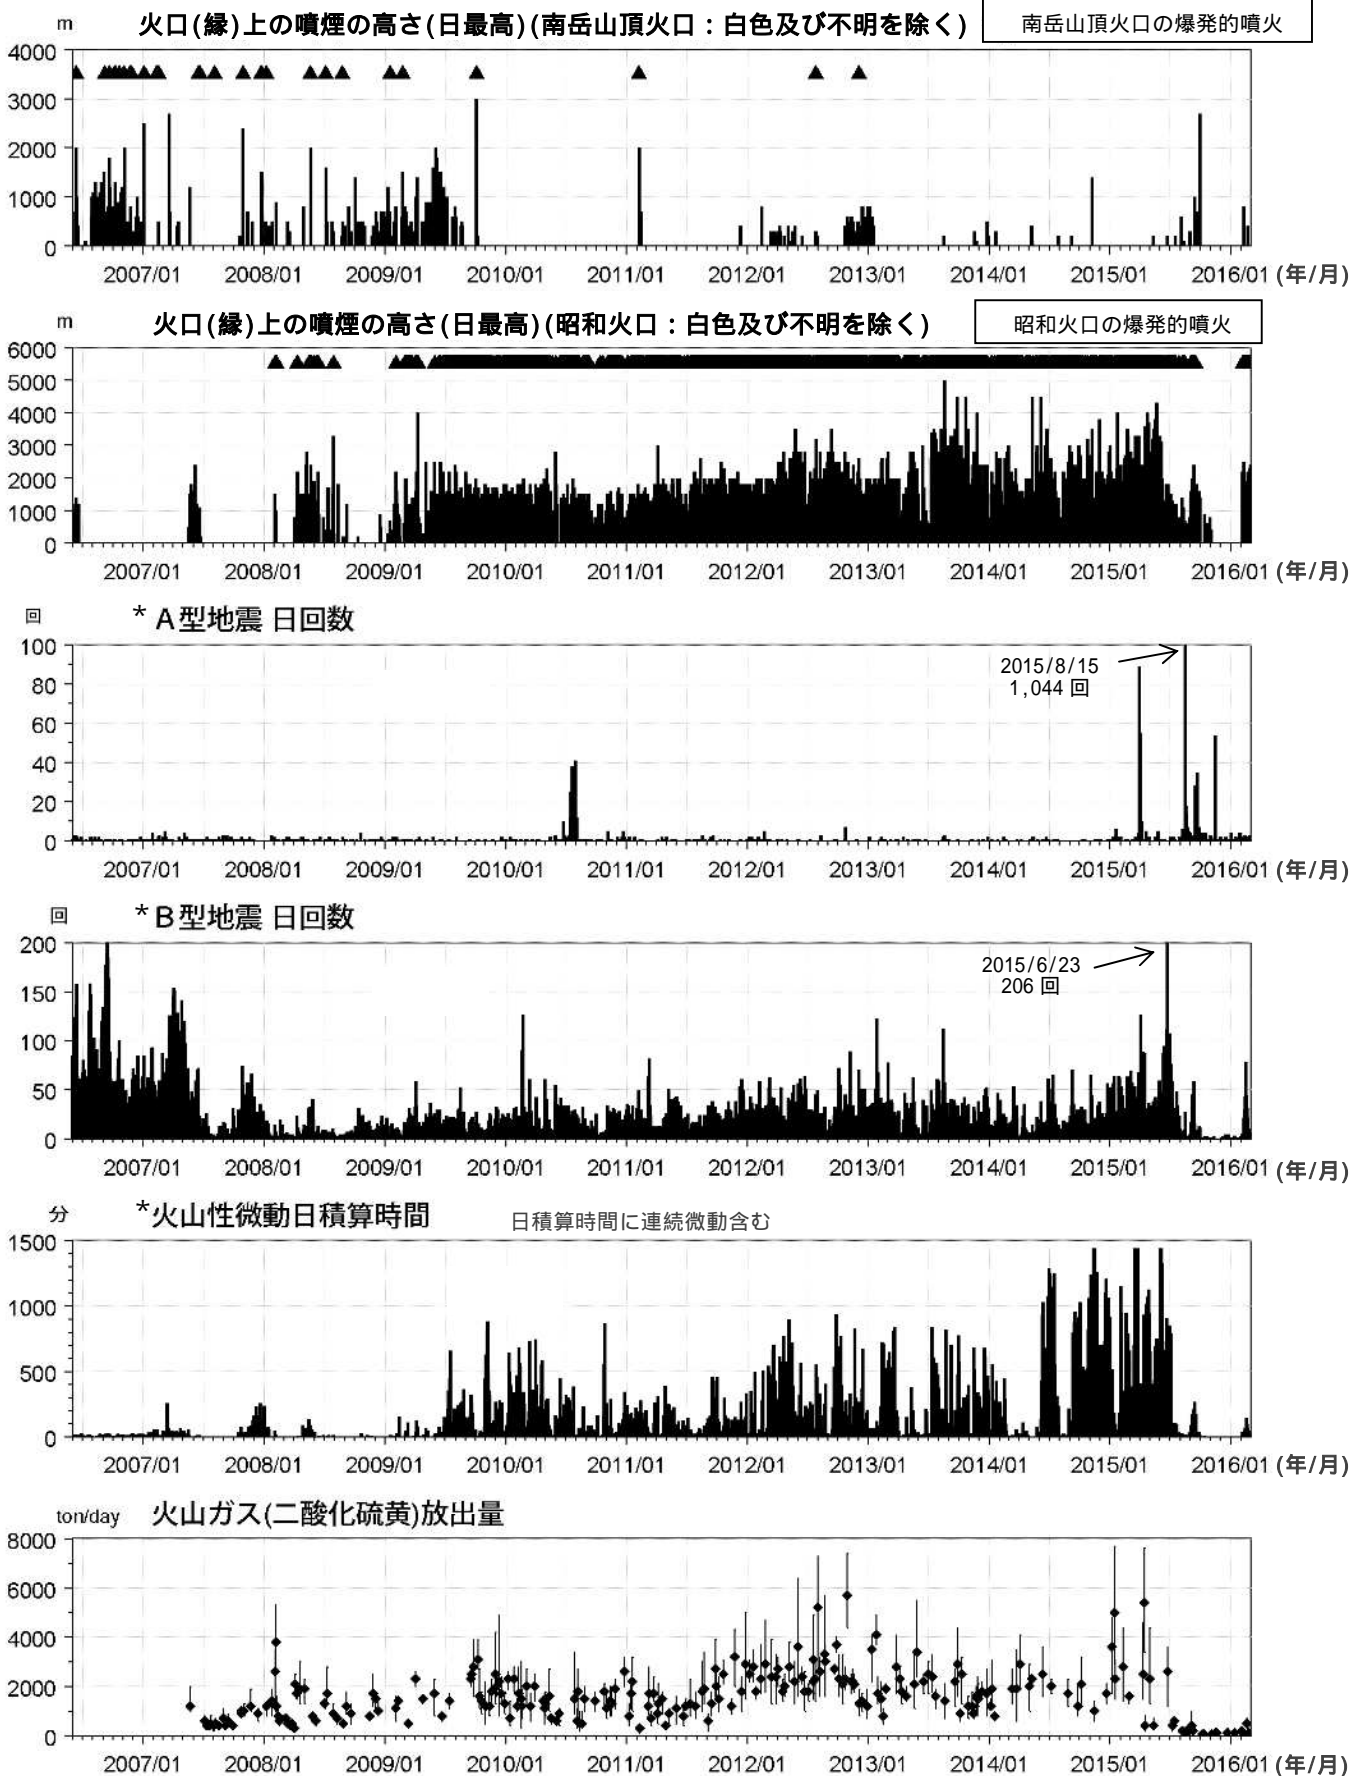 m 火口(縁)上の噴煙の高さ(日最高)(南岳山頂火口：白色及び不明を除く) 南岳山頂火口の爆発的噴火
4000
3000
2000
1000
0
2007/01 2008/01 2009/01 2010/01 2011/01 2012/01 2013/01 2014/01 2015/01 2016/01 (年/月)
m 火口(縁)上の噴煙の高さ(日最高)(昭和火口：白色及び不明を除く) 昭和火口の爆発的噴火
6000
5000
4000
3000
2000
1000
0
2007/01 2008/01 2009/01 2010/01 2011/01 2012/01 2013/01 2014/01 2015/01 2016/01 (年/月)
回 *A型地震 日回数
100
80
60
40
20
0
2015/8/15
1,044 回
2007/01 2008/01 2009/01 2010/01 2011/01 2012/01 2013/01 2014/01 2015/01 2016/01 (年/月)
回 *B型地震 日回数
200
150
100
50
0
2015/6/23
206 回
2007/01 2008/01 2009/01 2010/01 2011/01 2012/01 2013/01 2014/01 2015/01 2016/01 (年/月)
分 *火山性微動日積算時間 日積算時間に連続微動含む
1500
1000
500
0
2007/01 2008/01 2009/01 2010/01 2011/01 2012/01 2013/01 2014/01 2015/01 2016/01 (年/月)
ton/day 火山ガス(二酸化硫黄)放出量
8000
6000
4000
2000
0
2007/01 2008/01 2009/01 2010/01 2011/01 2012/01 2013/01 2014/01 2015/01 2016/01 (年/月)